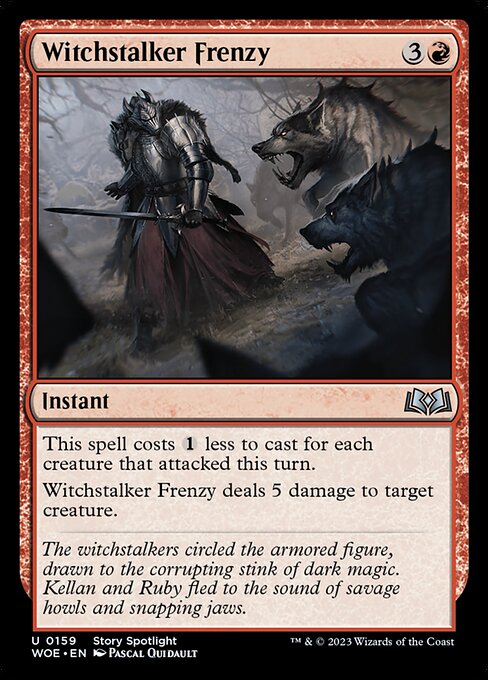 Witchstalker Frenzy 3
Instant
This spell costs 1 less to cast for each
creature that attacked this turn.
Witchstalker Frenzy deals 5 damage to target
creature.
The witchstalkers circled the armored figure,
drawn to the corrupting stink of dark magic.
Kellan and Ruby fled to the sound of savage
howls and snapping jaws.
U 0159 Story Spotlight
WOE • EN Pascal Quidault ™ & © 2023 Wizards of the Coast